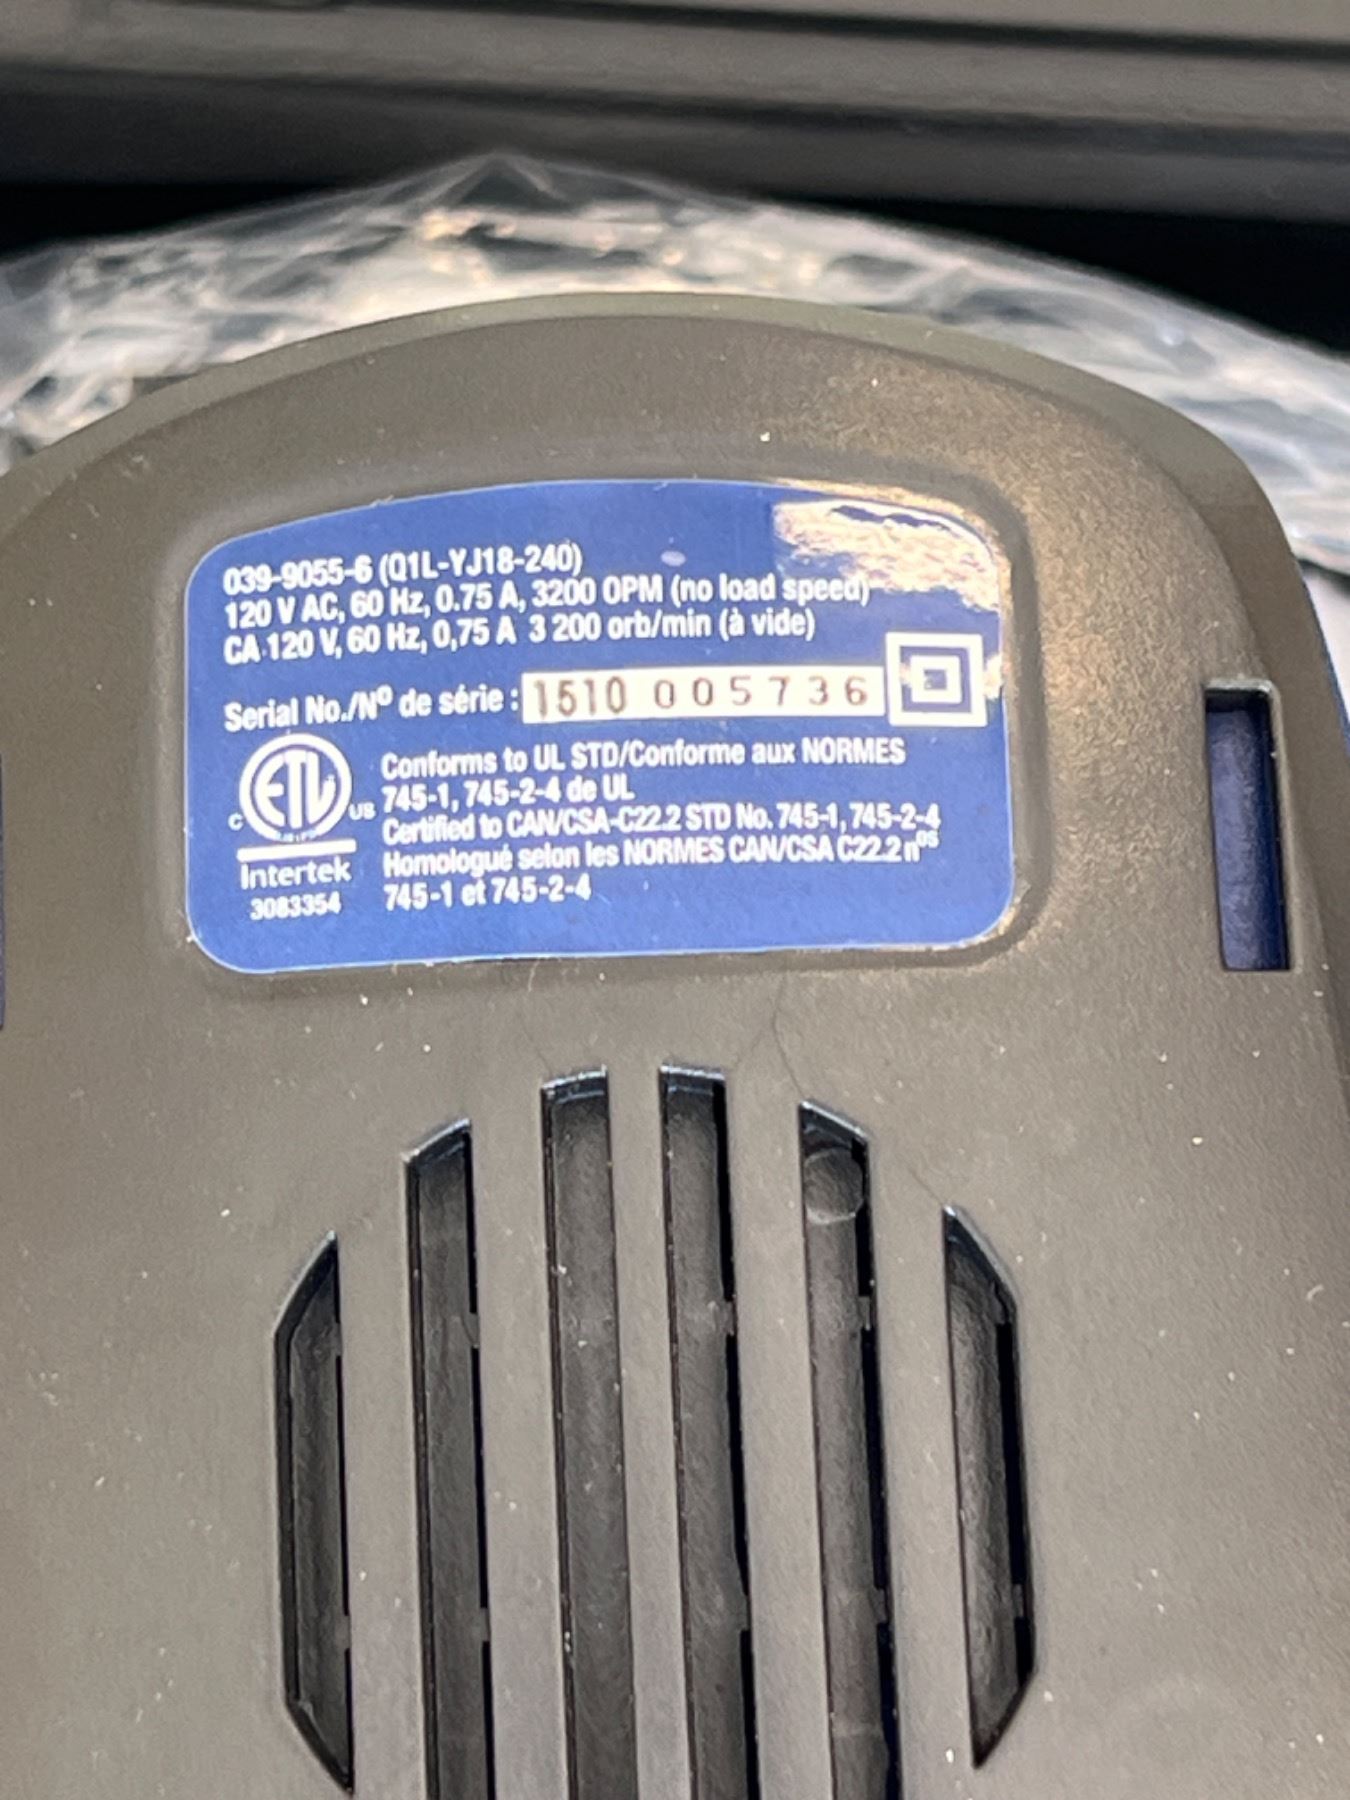 039-9055-6 (Q1L-YJ18-240)
120 V AC, 60 Hz, 0.75 A, 3200 OPM (no load speed)
CA 120 V, 60 Hz, 0,75 A 3 200 orb/min (à vide)
Serial No./Nº de série : 1510 005736
ETL
C US
Intertek
3083354
Conforms to UL STD/Conforme aux NORMES
745-1, 745-2-4 de UL
Certified to CAN/CSA-C22.2 STD No. 745-1, 745-2-4
Homologué selon les NORMES CAN/CSA C22.2 nos
745-1 et 745-2-4